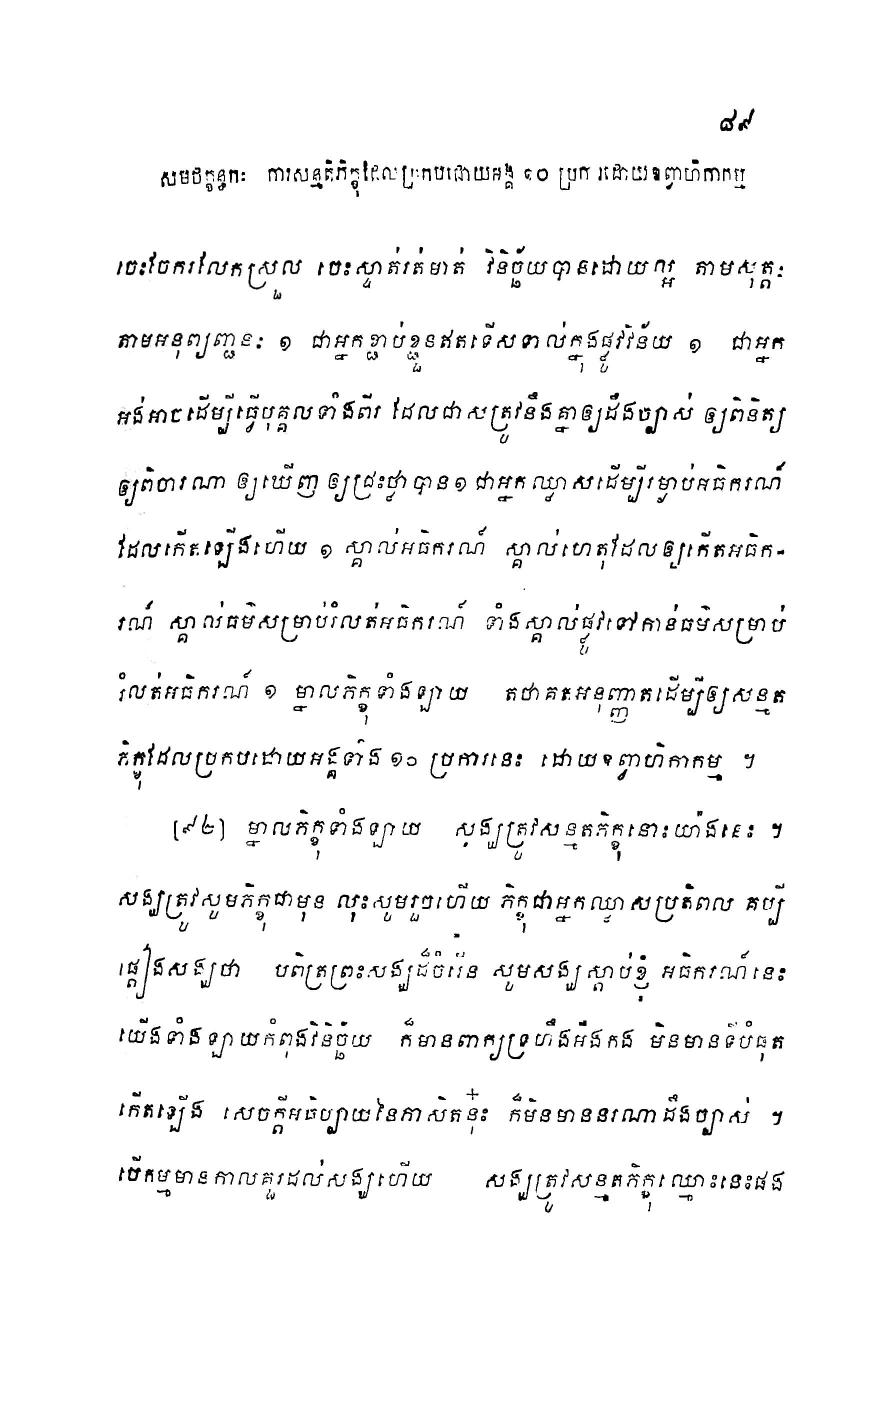 ៨៩
សមថក្ខន្ធកៈ ការសន្មតិភិក្ខុដែលប្រកបដោយអង្គ ១០ ប្រការដោយឧព្វាហិកាកម្ម
ចេះចែករលែកស្រួល ចេះស្ទាត់រត់មាត់ វិនិច្ឆ័យបានដោយល្អ តាមសុត្តៈ
តាមអនុព្យញ្ជនៈ ១ ជាអ្នកខ្ជាប់ខ្ជួនឥតទើសទាល់ក្នុងផ្លូវវិន័យ ១ ជាអ្នក
អង់អាចដើម្បីធ្វើបុគ្គលទាំងពីរ ដែលជាសត្រូវនឹងគ្នាឲ្យដឹងច្បាស់ ឲ្យពិនិត្យ
ឲ្យពិចារណា ឲ្យឃើញ ឲ្យជ្រះថ្លាបាន១ ជាអ្នកឈ្លាសដើម្បីរម្ងាប់អធិករណ៍
ដែលកើតឡើងហើយ ១ ស្គាល់អធិករណ៍ ស្គាល់ហេតុដែលឲ្យកើតអធិក-
រណ៍ ស្គាល់ធម៌សម្រាប់រំលត់អធិករណ៍ ទាំងស្គាល់ផ្លូវទៅកាន់ធម៌សម្រាប់
រំលត់អធិករណ៍ ១ ម្នាលភិក្ខុទាំងឡាយ តថាគតអនុញ្ញាតដើម្បីឲ្យសន្មត
ភិក្ខុដែលប្រកបដោយអង្គទាំង ១០ ប្រការនេះ ដោយឧព្វាហិកាកម្ម ។
[៩២] ម្នាលភិក្ខុទាំងឡាយ សង្ឃត្រូវសន្មតភិក្ខុនោះយ៉ាងនេះ ។
សង្ឃត្រូវសូមភិក្ខុជាមុន លុះសូមរួចហើយ ភិក្ខុជាអ្នកឈ្លាសប្រតិពល គប្បី
ផ្តៀងសង្ឃថា បពិត្រព្រះសង្ឃដ៏ចំរើន សូមសង្ឃស្តាប់ខ្ញុំ អធិករណ៍នេះ
យើងទាំងឡាយកំពុងវិនិច្ឆ័យ ក៏មានពាក្យទ្រហឹងអឹងកង មិនមានទីបំផុត
កើតឡើង សេចក្តីអធិប្បាយនៃភាសិតនុ៎ះ ក៏មិនមាននរណាដឹងច្បាស់ ។
បើកម្មមានកាលគួរដល់សង្ឃហើយ សង្ឃត្រូវសន្មតភិក្ខុឈ្មោះនេះផង